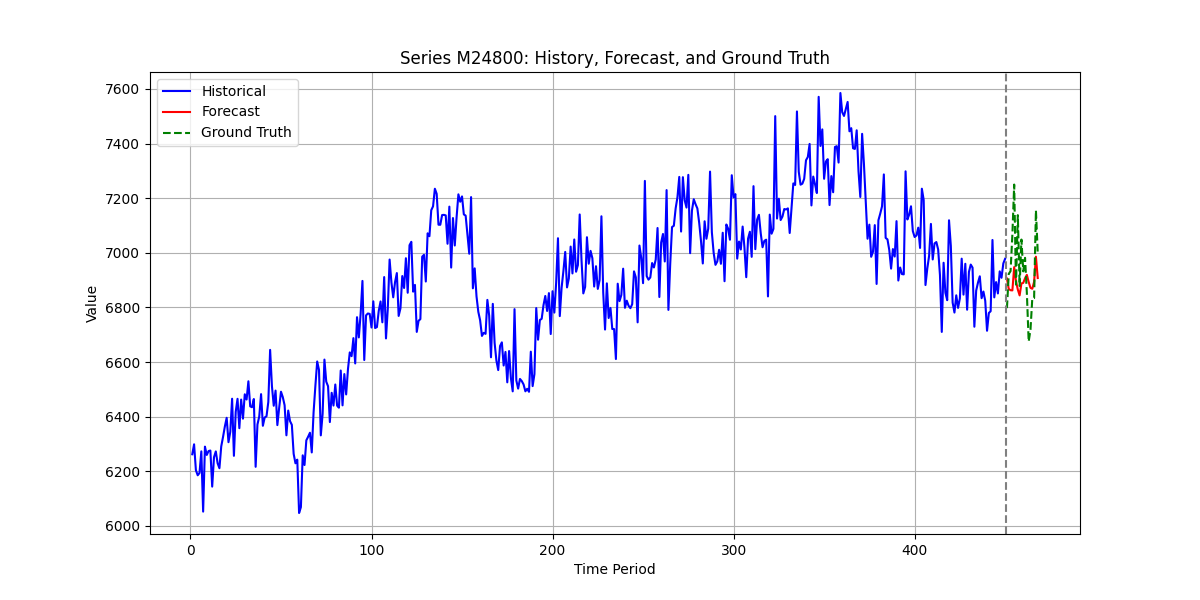 Series M24800: History, Forecast, and Ground Truth
Historical
Forecast
Ground Truth
7600
7400
7200
7000
6800
6600
6400
6200
6000
Value
0 100 200 300 400
Time Period